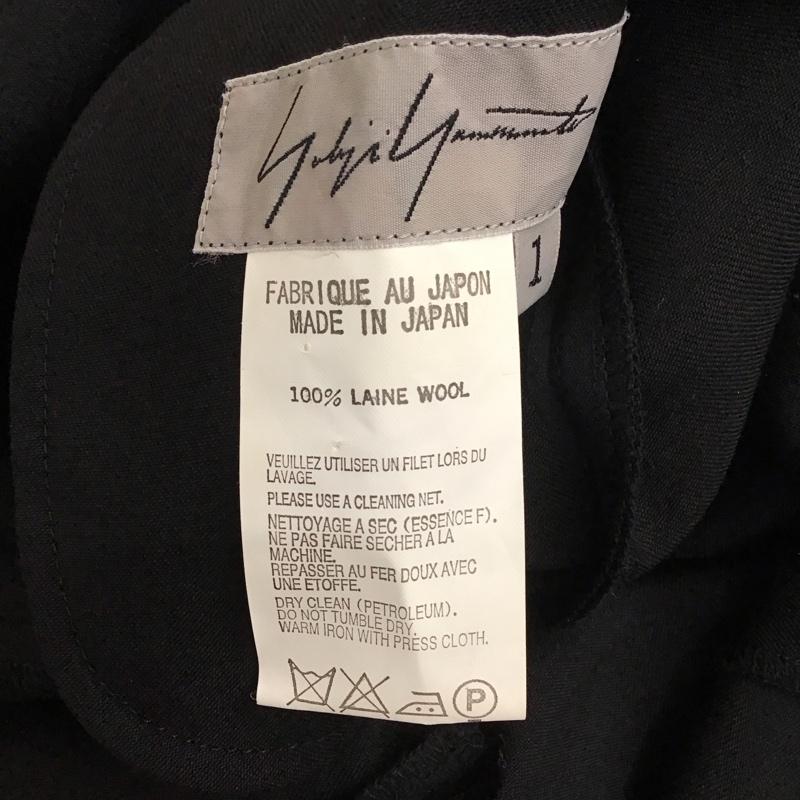 Yohji Yamamoto
1
FABRIQUE AU JAPON
MADE IN JAPAN
100% LAINE WOOL
VEUILLEZ UTILISER UN FILET LORS DU
LAVAGE.
PLEASE USE A CLEANING NET.
NETTOYAGE A SEC (ESSENCE F).
NE PAS FAIRE SECHER A LA
MACHINE.
REPASSER AU FER DOUX AVEC
UNE ETOFFE.
DRY CLEAN (PETROLEUM).
DO NOT TUMBLE DRY.
WARM IRON WITH PRESS CLOTH.
P